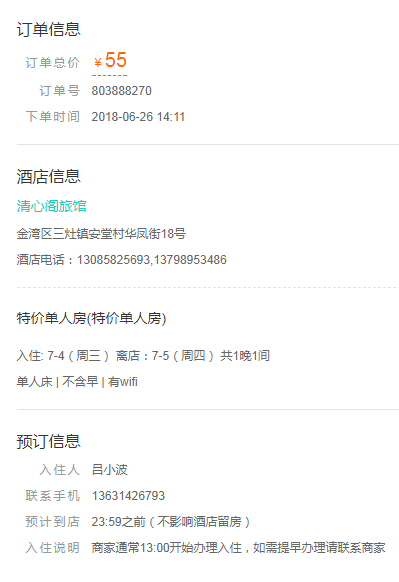 订单信息
订单总价 ¥55
订单号 803888270
下单时间 2018-06-26 14:11
酒店信息
清心阁旅馆
金湾区三灶镇安堂村华凤街18号
酒店电话：13085825693,13798953486
特价单人房(特价单人房)
入住: 7-4（周三） 离店：7-5（周四） 共1晚1间
单人床 | 不含早 | 有wifi
预订信息
入住人 吕小波
联系手机 13631426793
预计到店 23:59之前（不影响酒店留房）
入住说明 商家通常13:00开始办理入住，如需提早办理请联系商家